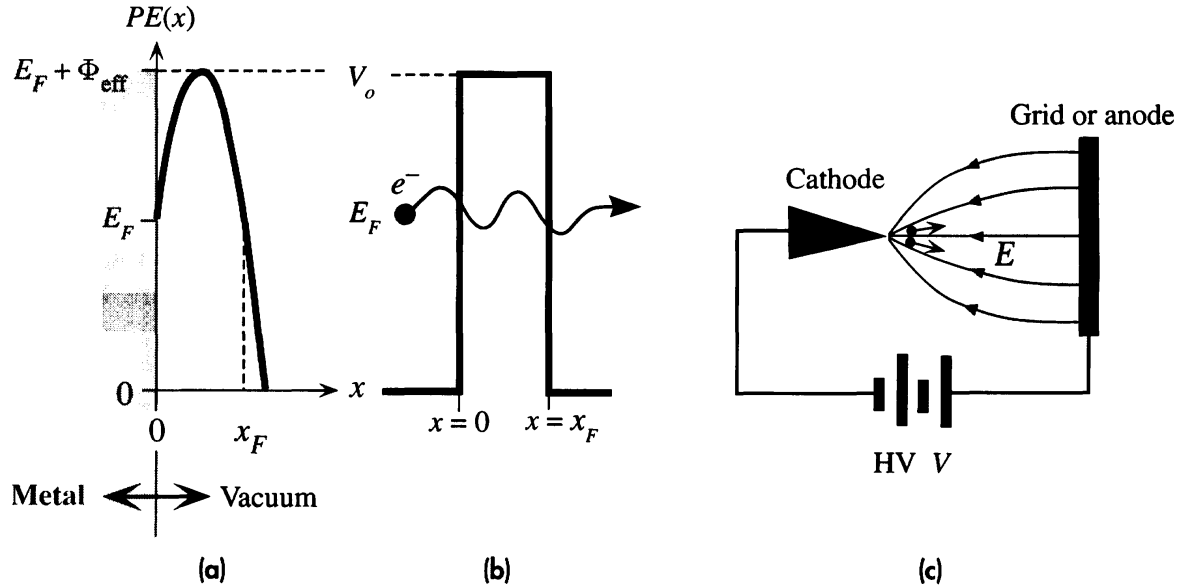 PE(x)
E_F + Φ_eff
E_F
0
0
x_F
x
Metal
Vacuum
(a)
V_o
e⁻
E_F
x = 0
x = x_F
(b)
Grid or anode
Cathode
E
HV V
(c)